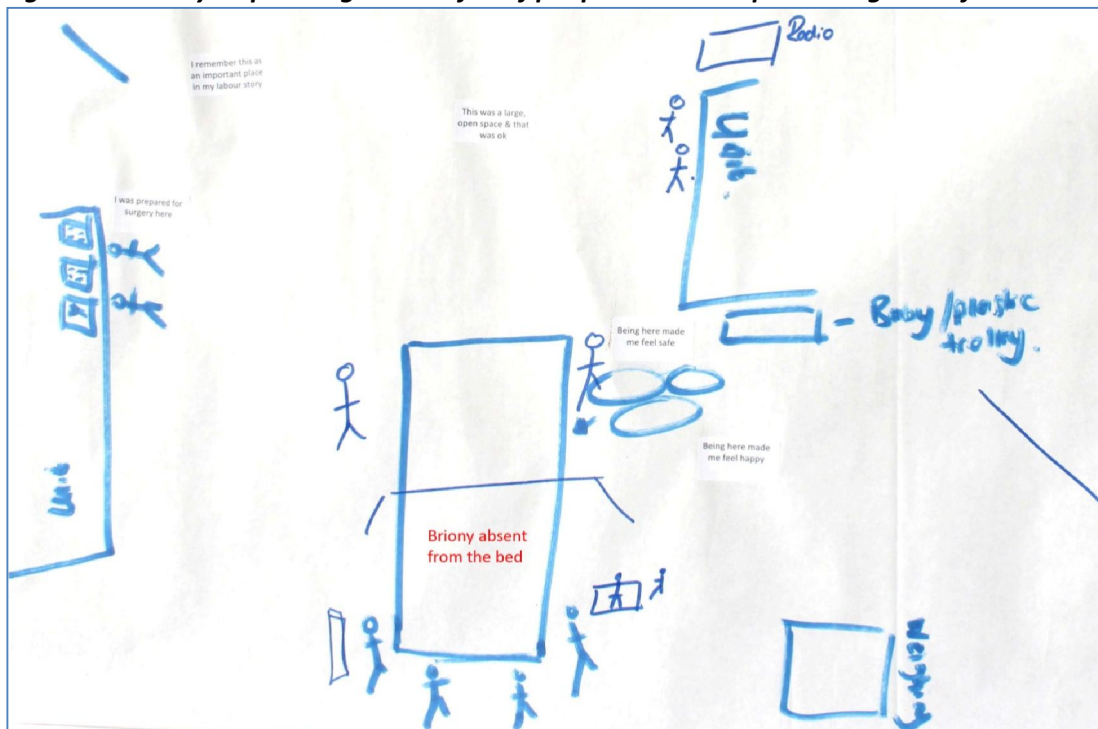 Radio
I remember this as
an important place
in my labour story
This was a large,
open space & that
was ok
Unit.
I was prepared for
surgery here
Baby/plastic
trolley.
Being here made
me feel safe
Being here made
me feel happy
Unit
Briony absent
from the bed